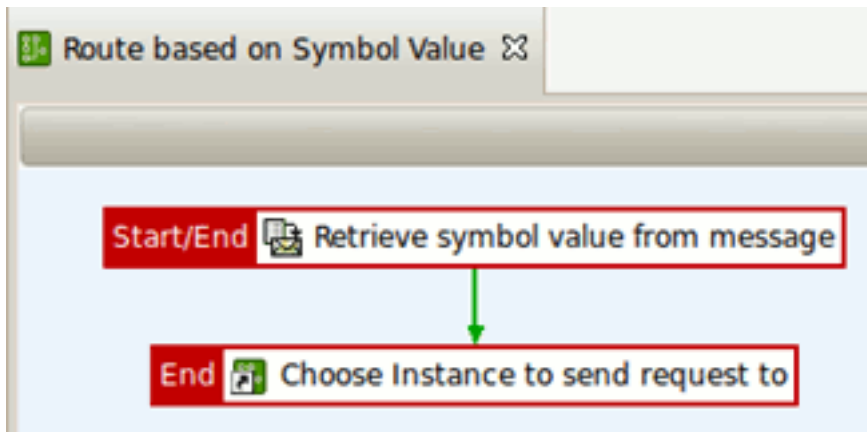 Route based on Symbol Value
Start/End Retrieve symbol value from message
End Choose Instance to send request to